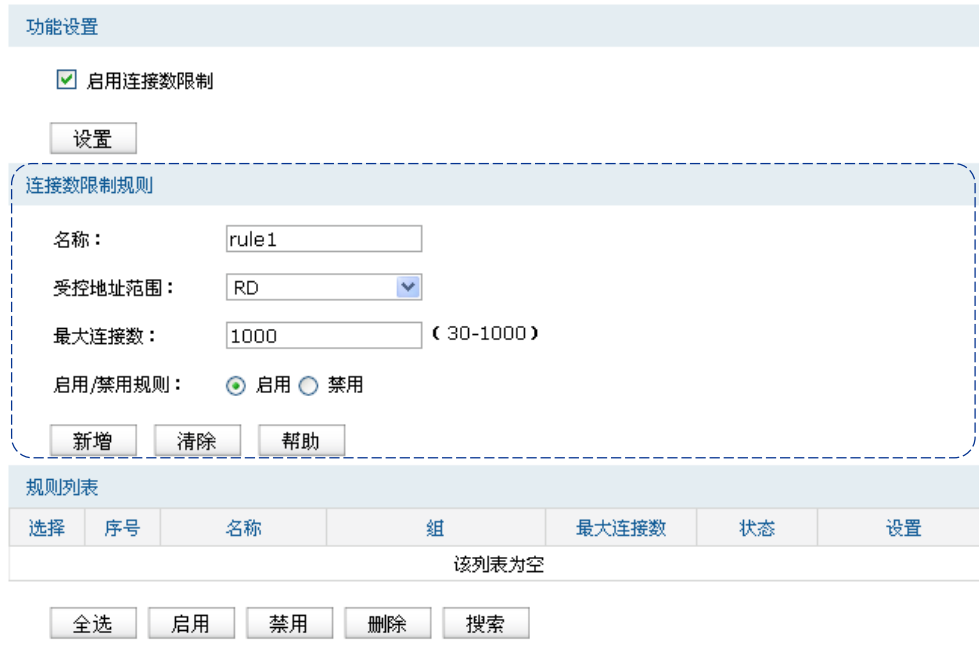 功能设置
启用连接数限制
设置
连接数限制规则
名称： rule1
受控地址范围： RD
最大连接数： 1000 （30-1000）
启用/禁用规则： 启用 禁用
新增 清除 帮助
规则列表
选择 序号 名称 组 最大连接数 状态 设置
该列表为空
全选 启用 禁用 删除 搜索